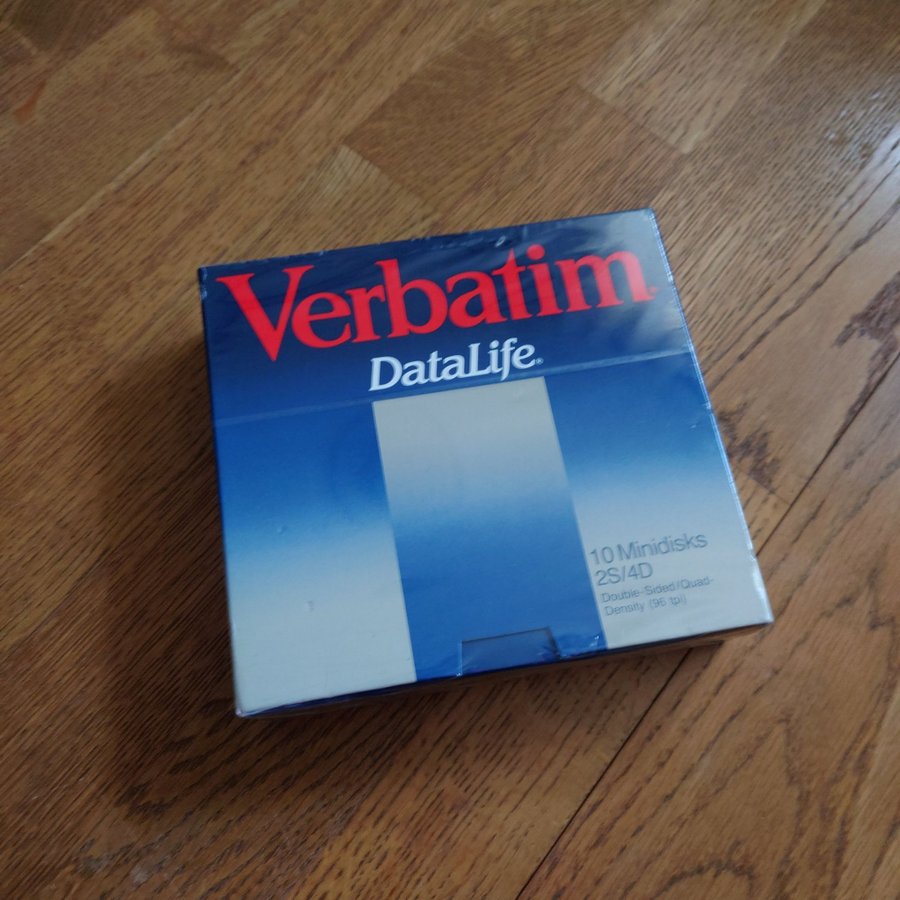 Verbatim®
DataLife®
10 Minidisks
2S/4D
Double-Sided/Quad-
Density (96 tpi)